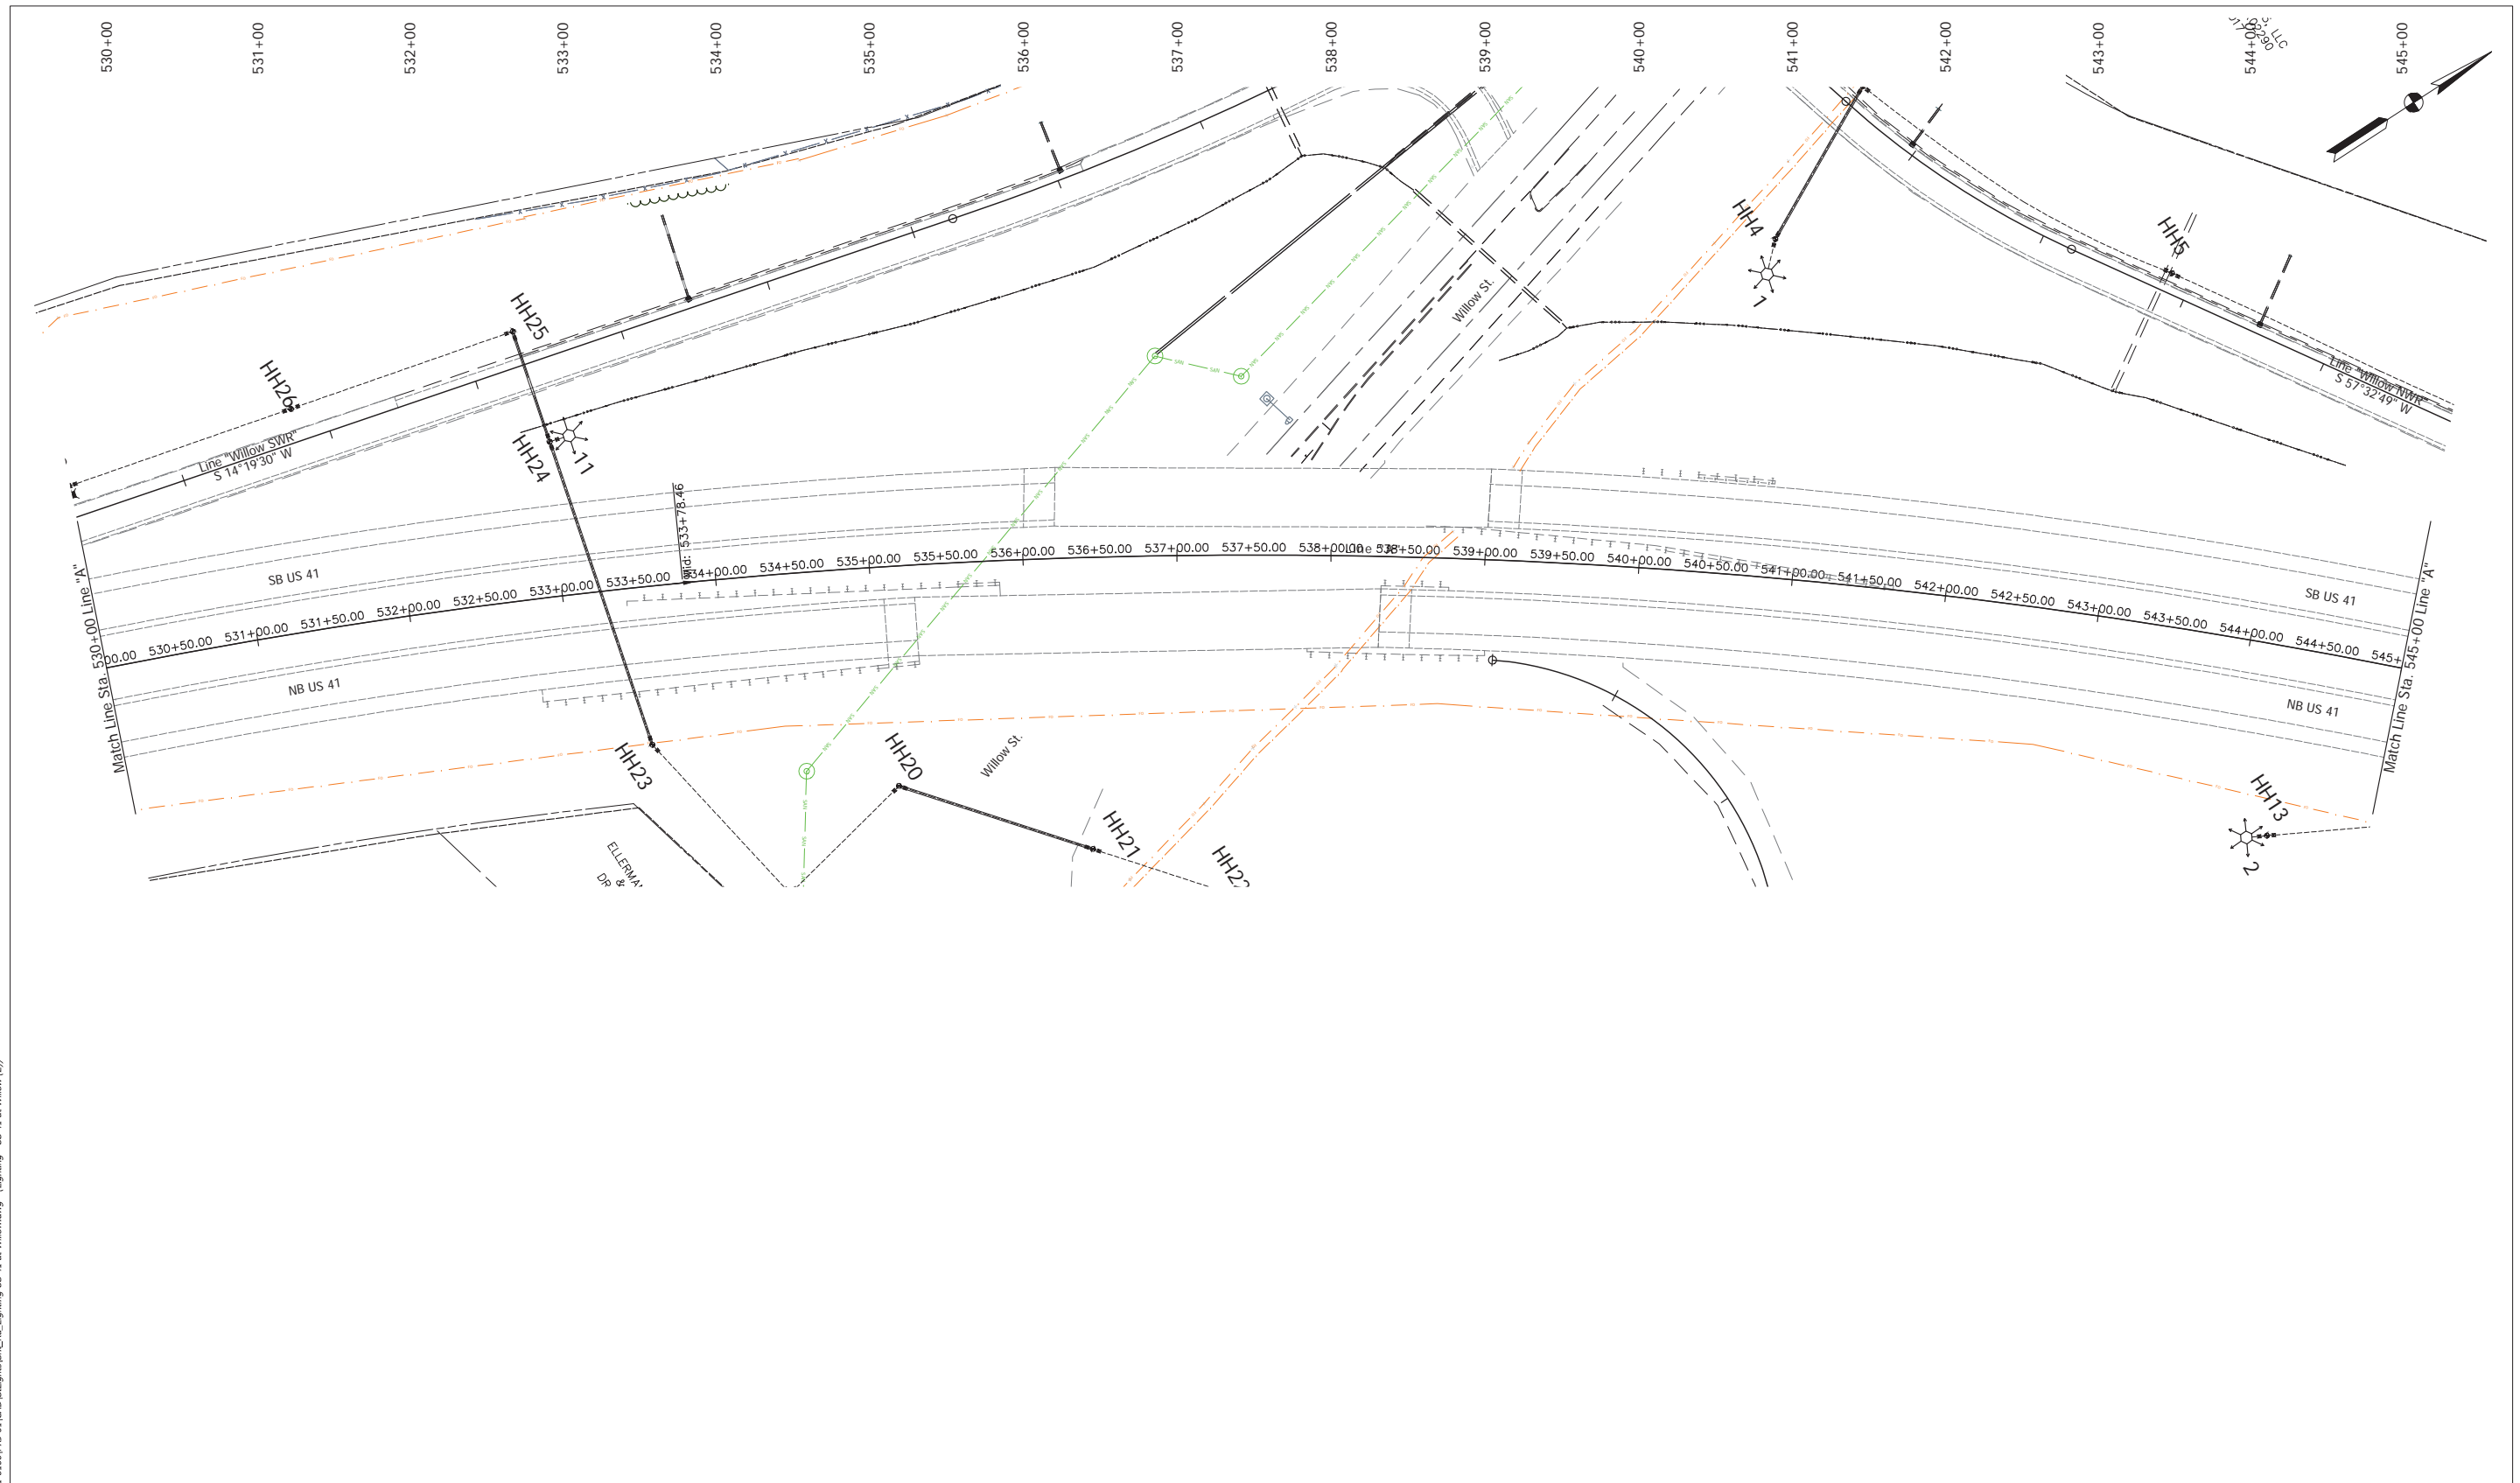 530+00
531+00
532+00
533+00
534+00
535+00
536+00
537+00
538+00
539+00
540+00
541+00
542+00
543+00
544+00
545+00
LLC
HH4
1
HH5
HH25
HH26
HH24
11
Willow St.
Line "Willow SWR"
S 14°19'30" W
Line "Willow NWR"
S 57°32'49" W
533+78.46
SB US 41
SB US 41
00.00
530+50.00
531+00.00
531+50.00
532+00.00
532+50.00
533+00.00
533+50.00
534+00.00
534+50.00
535+00.00
535+50.00
536+00.00
536+50.00
537+00.00
537+50.00
538+00.00
538+50.00
539+00.00
539+50.00
540+00.00
540+50.00
541+00.00
541+50.00
542+00.00
542+50.00
543+00.00
543+50.00
544+00.00
544+50.00
545+
Match Line Sta. 530+00 Line "A"
Match Line Sta. 545+00 Line "A"
NB US 41
NB US 41
HH23
HH20
Willow St.
HH21
HH22
HH13
2
ELLERMA
&
DR